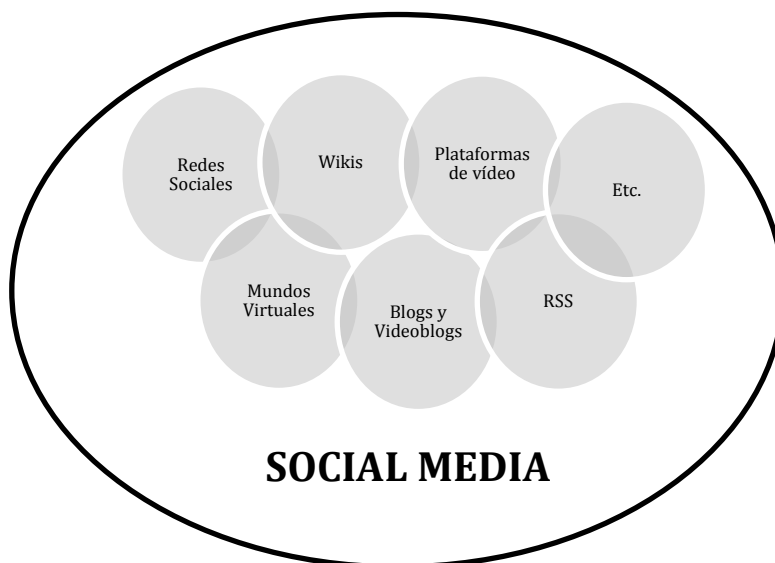 Redes
Sociales
Wikis
Plataformas
de vídeo
Etc.
Mundos
Virtuales
Blogs y
Videoblogs
RSS
SOCIAL MEDIA